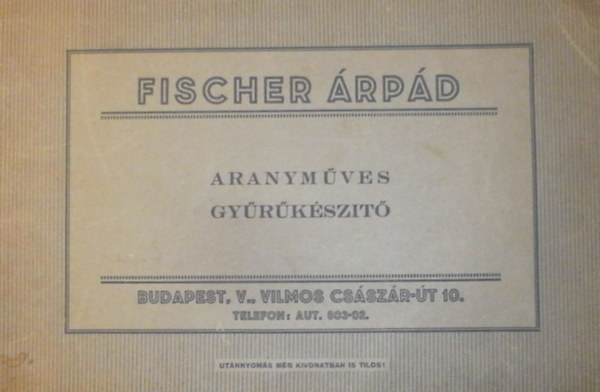 FISCHER ÁRPÁD
ARANYMŰVES
GYŰRŰKÉSZITŐ
BUDAPEST, V., VILMOS CSÁSZÁR-ÚT 10.
TELEFON: AUT. 903-02.
UTÁNNYOMÁS MÉG KIVONATBAN IS TILOS!